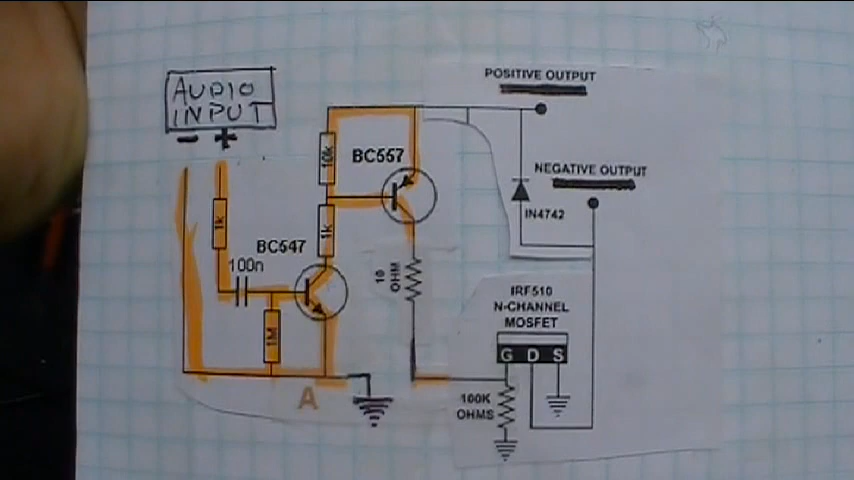 AUDIO
INPUT
- +
POSITIVE OUTPUT
NEGATIVE OUTPUT
10k
BC557
IN4742
1k
1k
BC547
100n
10
OHM
IRF510
N-CHANNEL
MOSFET
G D S
1M
A
100K
OHMS